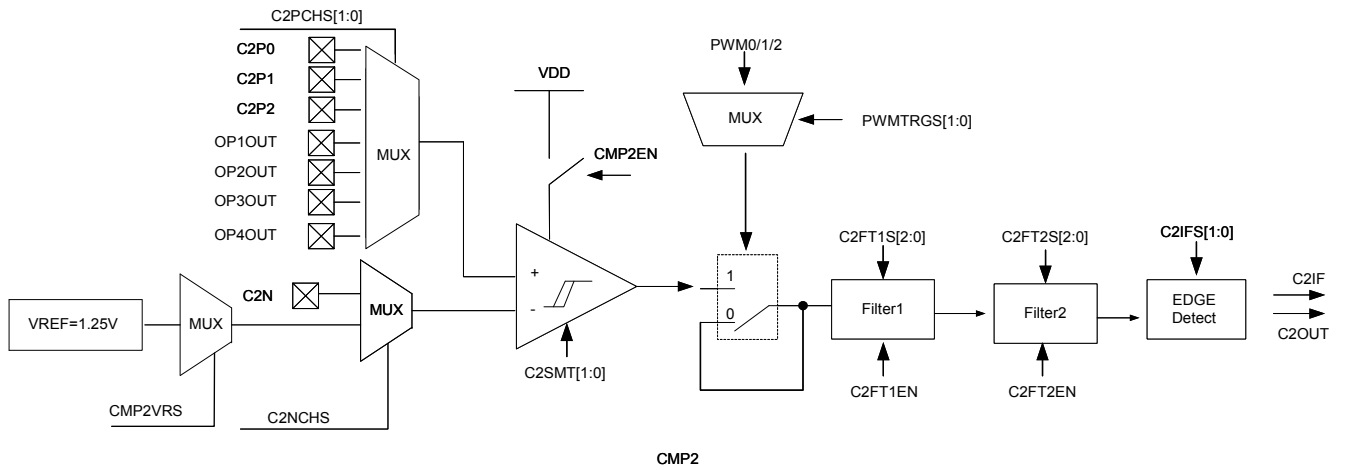 C2PCHS[1:0]
C2P0
C2P1
C2P2
OP1OUT
OP2OUT
OP3OUT
OP4OUT
MUX
VDD
CMP2EN
PWM0/1/2
MUX
PWMTRGS[1:0]
C2N
VREF=1.25V
MUX
MUX
CMP2VRS
C2NCHS
+
-
C2SMT[1:0]
1
0
C2FT1S[2:0]
Filter1
C2FT1EN
C2FT2S[2:0]
Filter2
C2FT2EN
C2IFS[1:0]
EDGE
Detect
C2IF
C2OUT
CMP2